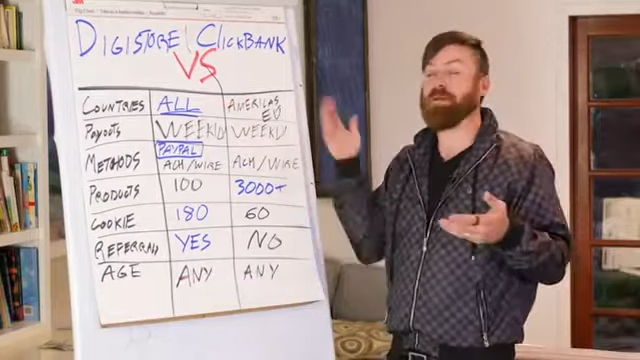 DIGISTORE CLICKBANK
VS
COUNTRIES ALL AMERICAS EU
PAYOUTS WEEKLY WEEKLY
METHODS PAYPAL ACH/WIRE ACH/WIRE
PRODUCTS 100 3000+
COOKIE 180 60
REFERRAL YES NO
AGE ANY ANY